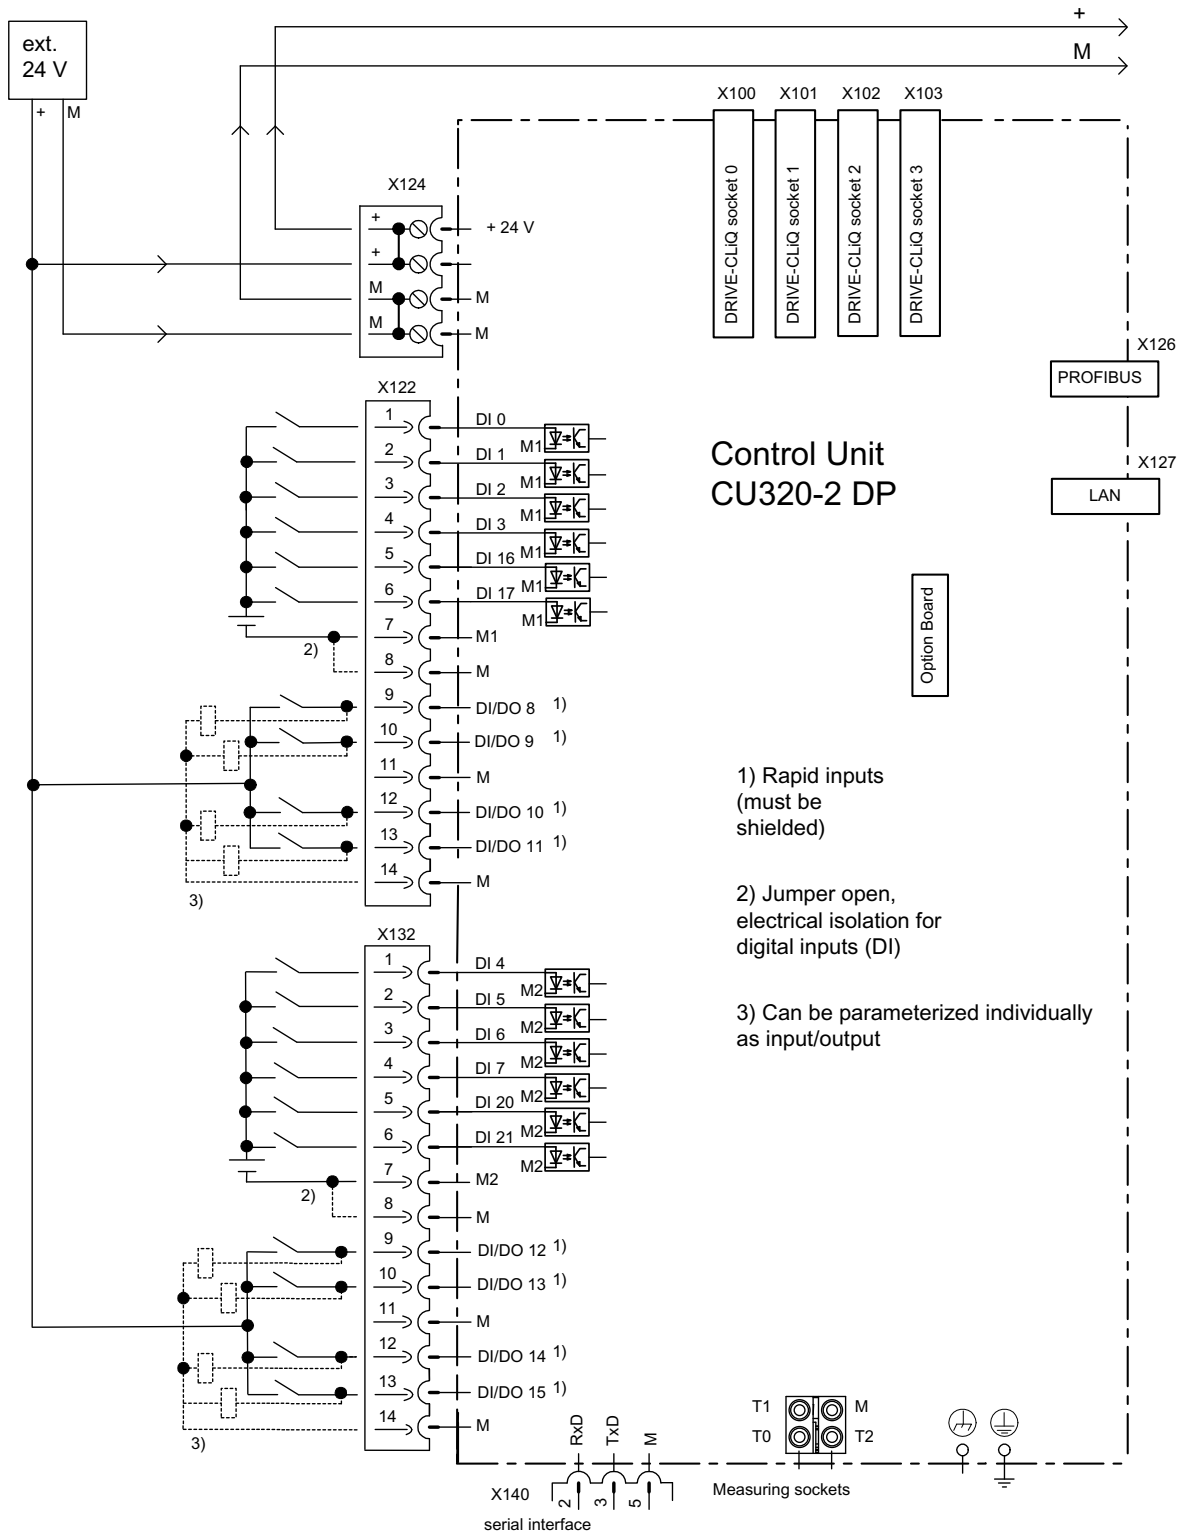 +
M
ext.
24 V
+ M
X100 X101 X102 X103
DRIVE-CLiQ socket 0
DRIVE-CLiQ socket 1
DRIVE-CLiQ socket 2
DRIVE-CLiQ socket 3
X124
+ + 24 V
+
M M
M M
X126
PROFIBUS
X127
LAN
Control Unit
CU320-2 DP
Option Board
X122
1 DI 0
M1
2 DI 1
M1
3 DI 2
M1
4 DI 3
M1
5 DI 16
M1
6 DI 17
M1
7 M1
2)
8 M
9 DI/DO 8 1)
10 DI/DO 9 1)
11 M
12 DI/DO 10 1)
13 DI/DO 11 1)
14 M
3)
1) Rapid inputs
(must be
shielded)
2) Jumper open,
electrical isolation for
digital inputs (DI)
3) Can be parameterized individually
as input/output
X132
1 DI 4
M2
2 DI 5
M2
3 DI 6
M2
4 DI 7
M2
5 DI 20
M2
6 DI 21
M2
7 M2
2)
8 M
9 DI/DO 12 1)
10 DI/DO 13 1)
11 M
12 DI/DO 14 1)
13 DI/DO 15 1)
14 M
3)
RxD
TxD
M
X140
2
3
5
serial interface
T1 M
T0 T2
Measuring sockets